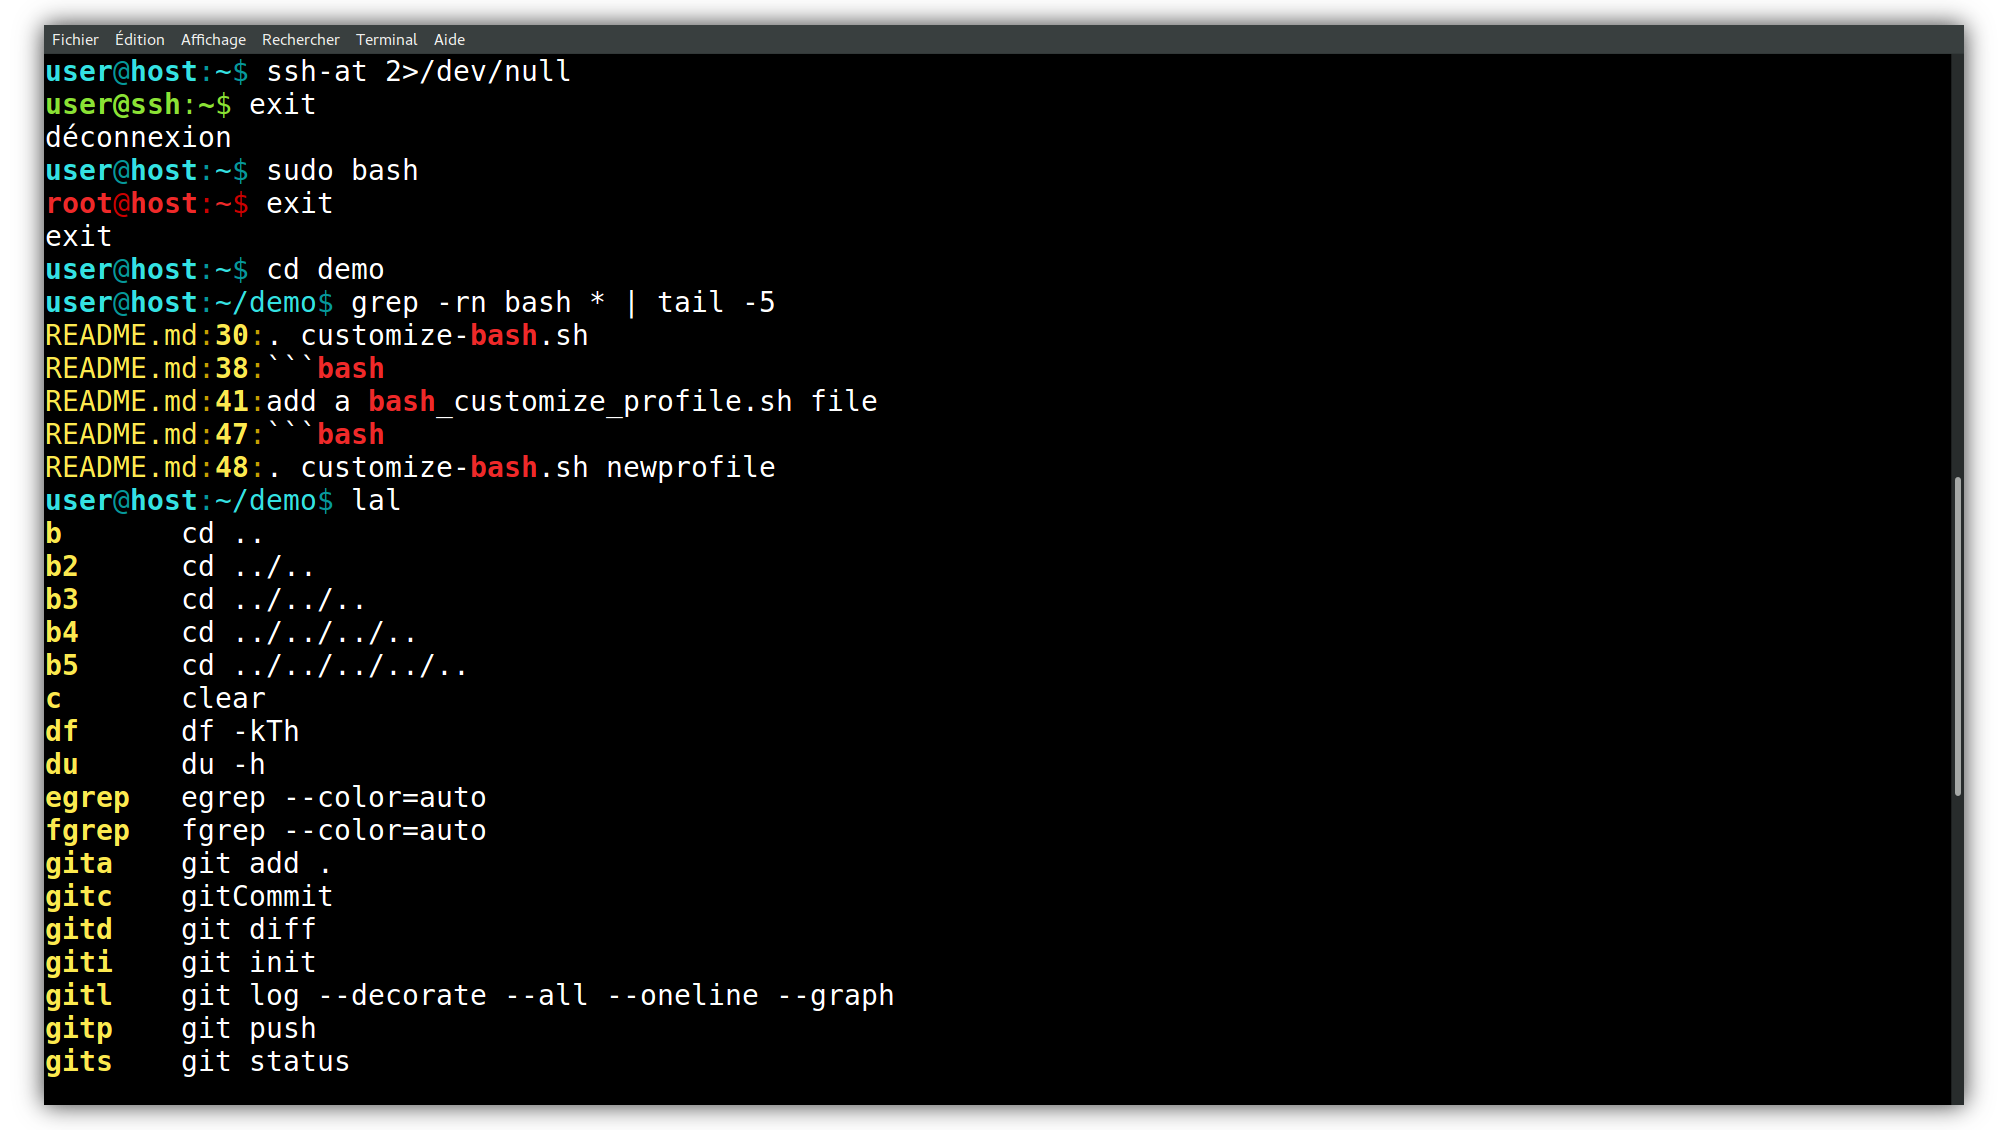 Fichier Édition Affichage Rechercher Terminal Aide
user@host:~$ ssh-at 2>/dev/null
user@ssh:~$ exit
déconnexion
user@host:~$ sudo bash
root@host:~$ exit
exit
user@host:~$ cd demo
user@host:~/demo$ grep -rn bash * | tail -5
README.md:30:. customize-bash.sh
README.md:38:```bash
README.md:41:add a bash_customize_profile.sh file
README.md:47:```bash
README.md:48:. customize-bash.sh newprofile
user@host:~/demo$ lal
b       cd ..
b2      cd ../..
b3      cd ../../..
b4      cd ../../../..
b5      cd ../../../../..
c       clear
df      df -kTh
du      du -h
egrep   egrep --color=auto
fgrep   fgrep --color=auto
gita    git add .
gitc    gitCommit
gitd    git diff
giti    git init
gitl    git log --decorate --all --oneline --graph
gitp    git push
gits    git status